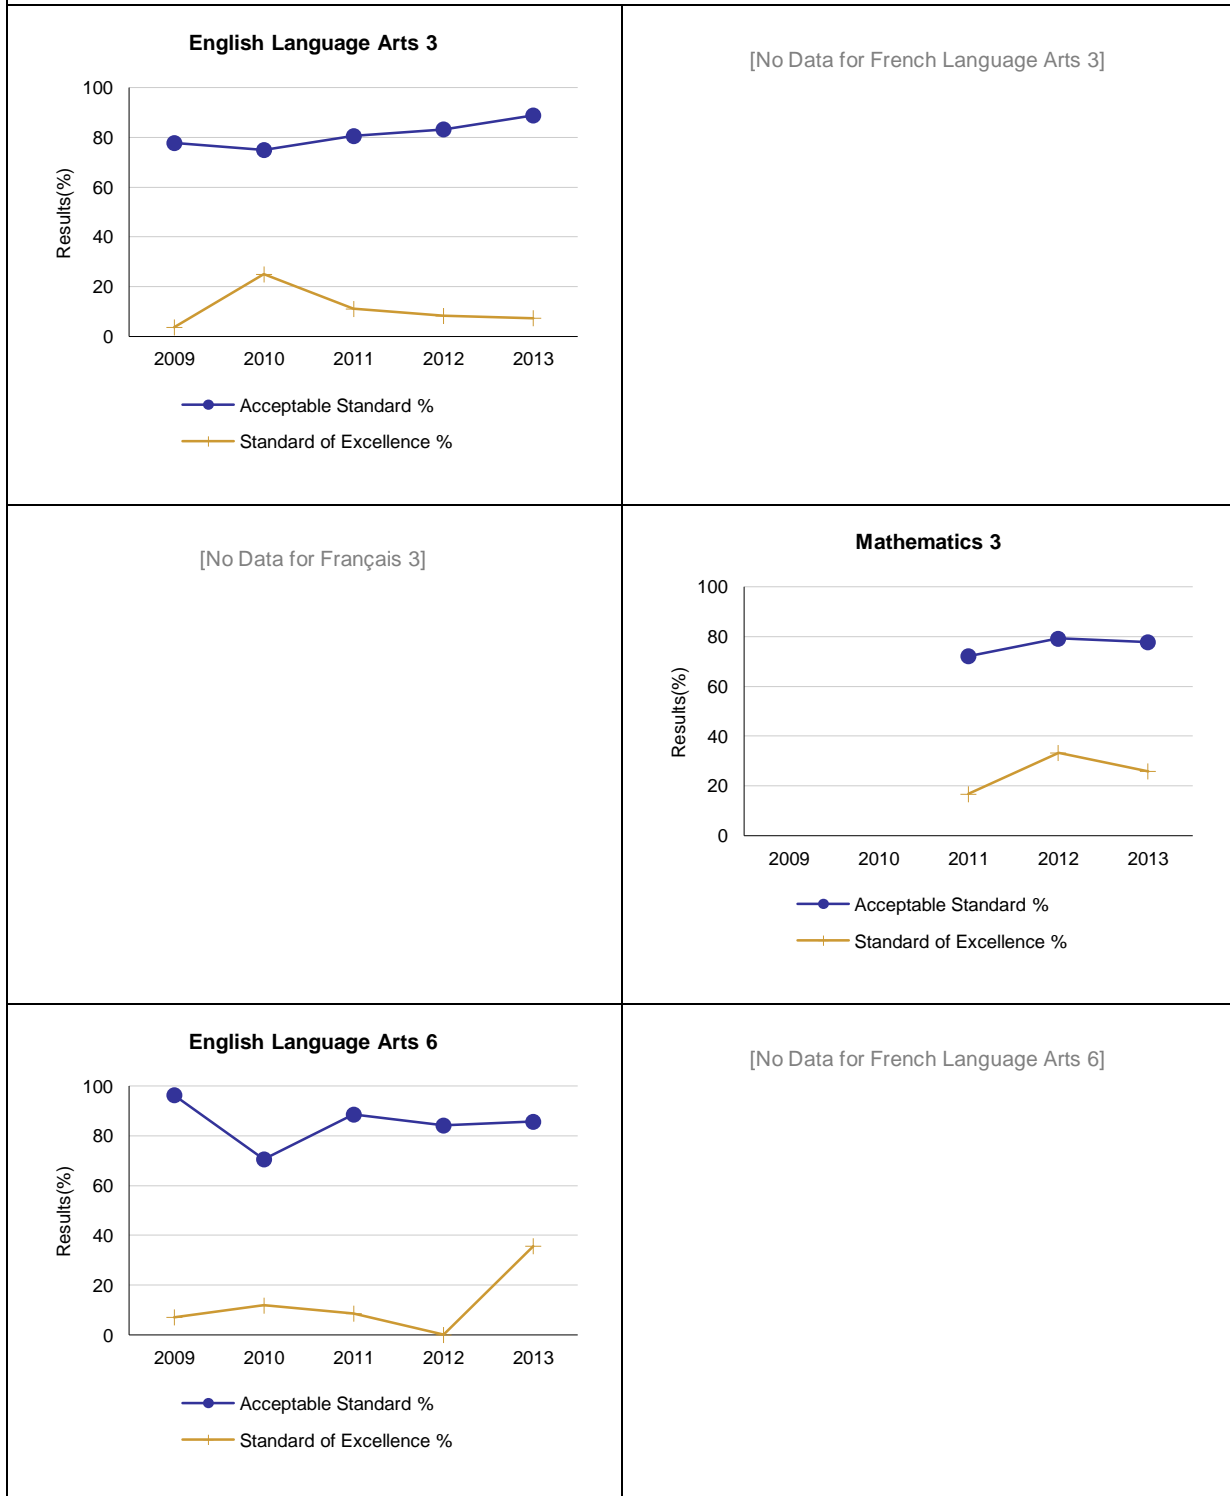 English Language Arts 3
100
80
60
40
20
0
Results(%)
2009 2010 2011 2012 2013
Acceptable Standard %
Standard of Excellence %
[No Data for French Language Arts 3]
[No Data for Français 3]
Mathematics 3
100
80
60
40
20
0
Results(%)
2009 2010 2011 2012 2013
Acceptable Standard %
Standard of Excellence %
English Language Arts 6
100
80
60
40
20
0
Results(%)
2009 2010 2011 2012 2013
Acceptable Standard %
Standard of Excellence %
[No Data for French Language Arts 6]